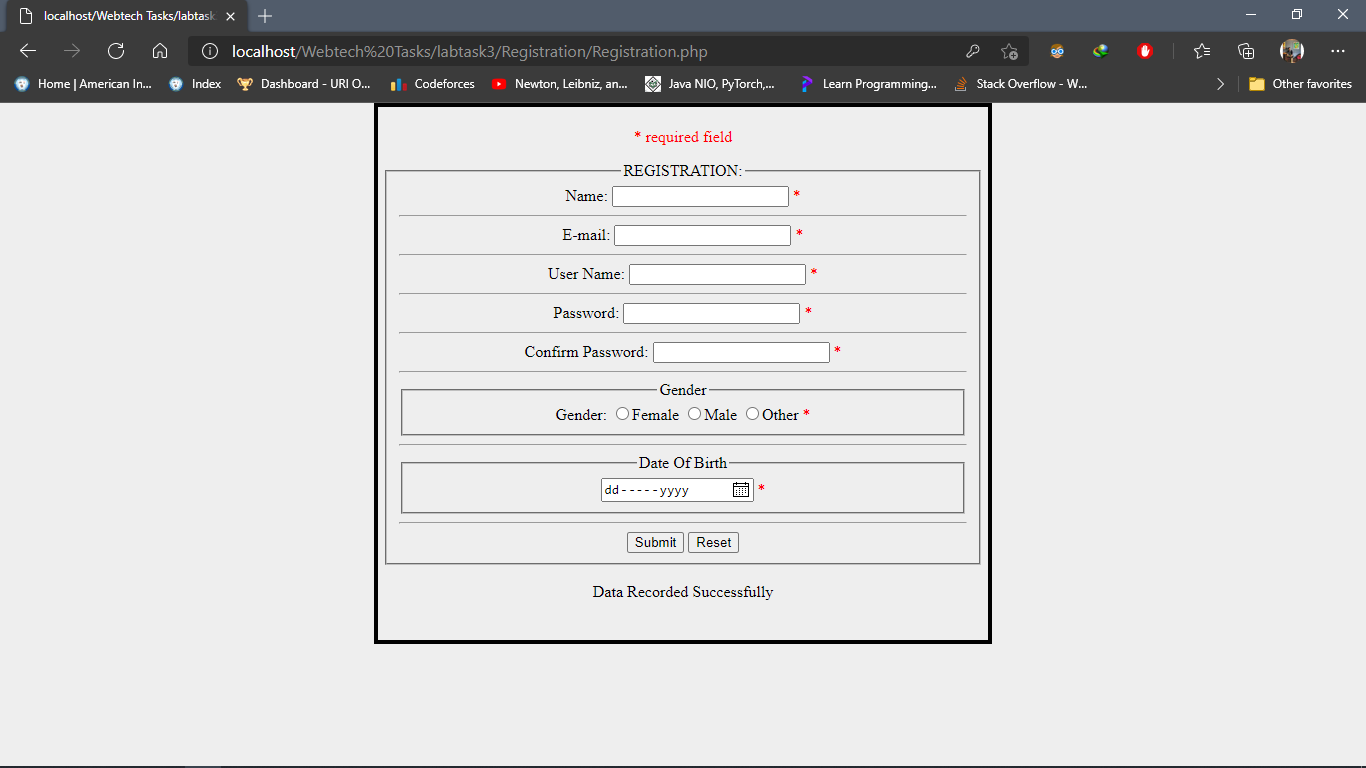 localhost/Webtech Tasks/labtask
localhost/Webtech%20Tasks/labtask3/Registration/Registration.php
Home | American In... Index Dashboard - URI O... Codeforces Newton, Leibniz, an... Java NIO, PyTorch,... Learn Programming... Stack Overflow - W... Other favorites
* required field
REGISTRATION:
Name: *
E-mail: *
User Name: *
Password: *
Confirm Password: *
Gender
Gender: Female Male Other *
Date Of Birth
dd-----yyyy *
Submit Reset
Data Recorded Successfully